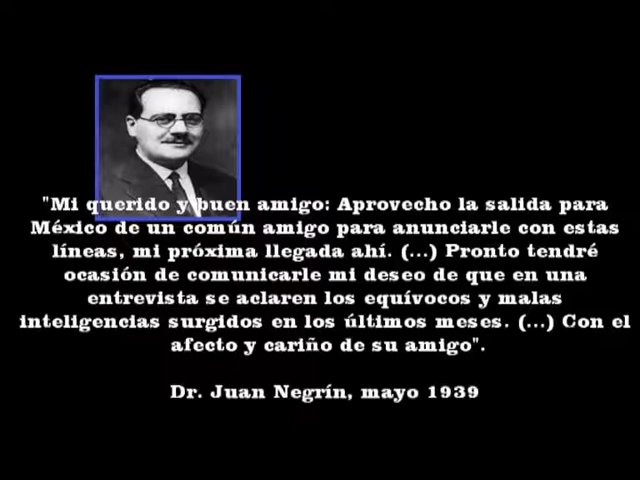 "Mi querido y buen amigo: Aprovecho la salida para
México de un común amigo para anunciarle con estas
líneas, mi próxima llegada ahí. (...) Pronto tendré
ocasión de comunicarle mi deseo de que en una
entrevista se aclaren los equívocos y malas
inteligencias surgidos en los últimos meses. (...) Con el
afecto y cariño de su amigo".
Dr. Juan Negrín, mayo 1939